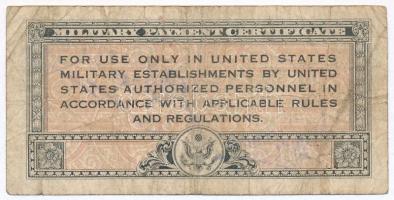 MILITARY PAYMENT CERTIFICATE
FOR USE ONLY IN UNITED STATES
MILITARY ESTABLISHMENTS BY UNITED
STATES AUTHORIZED PERSONNEL IN
ACCORDANCE WITH APPLICABLE RULES
AND REGULATIONS.